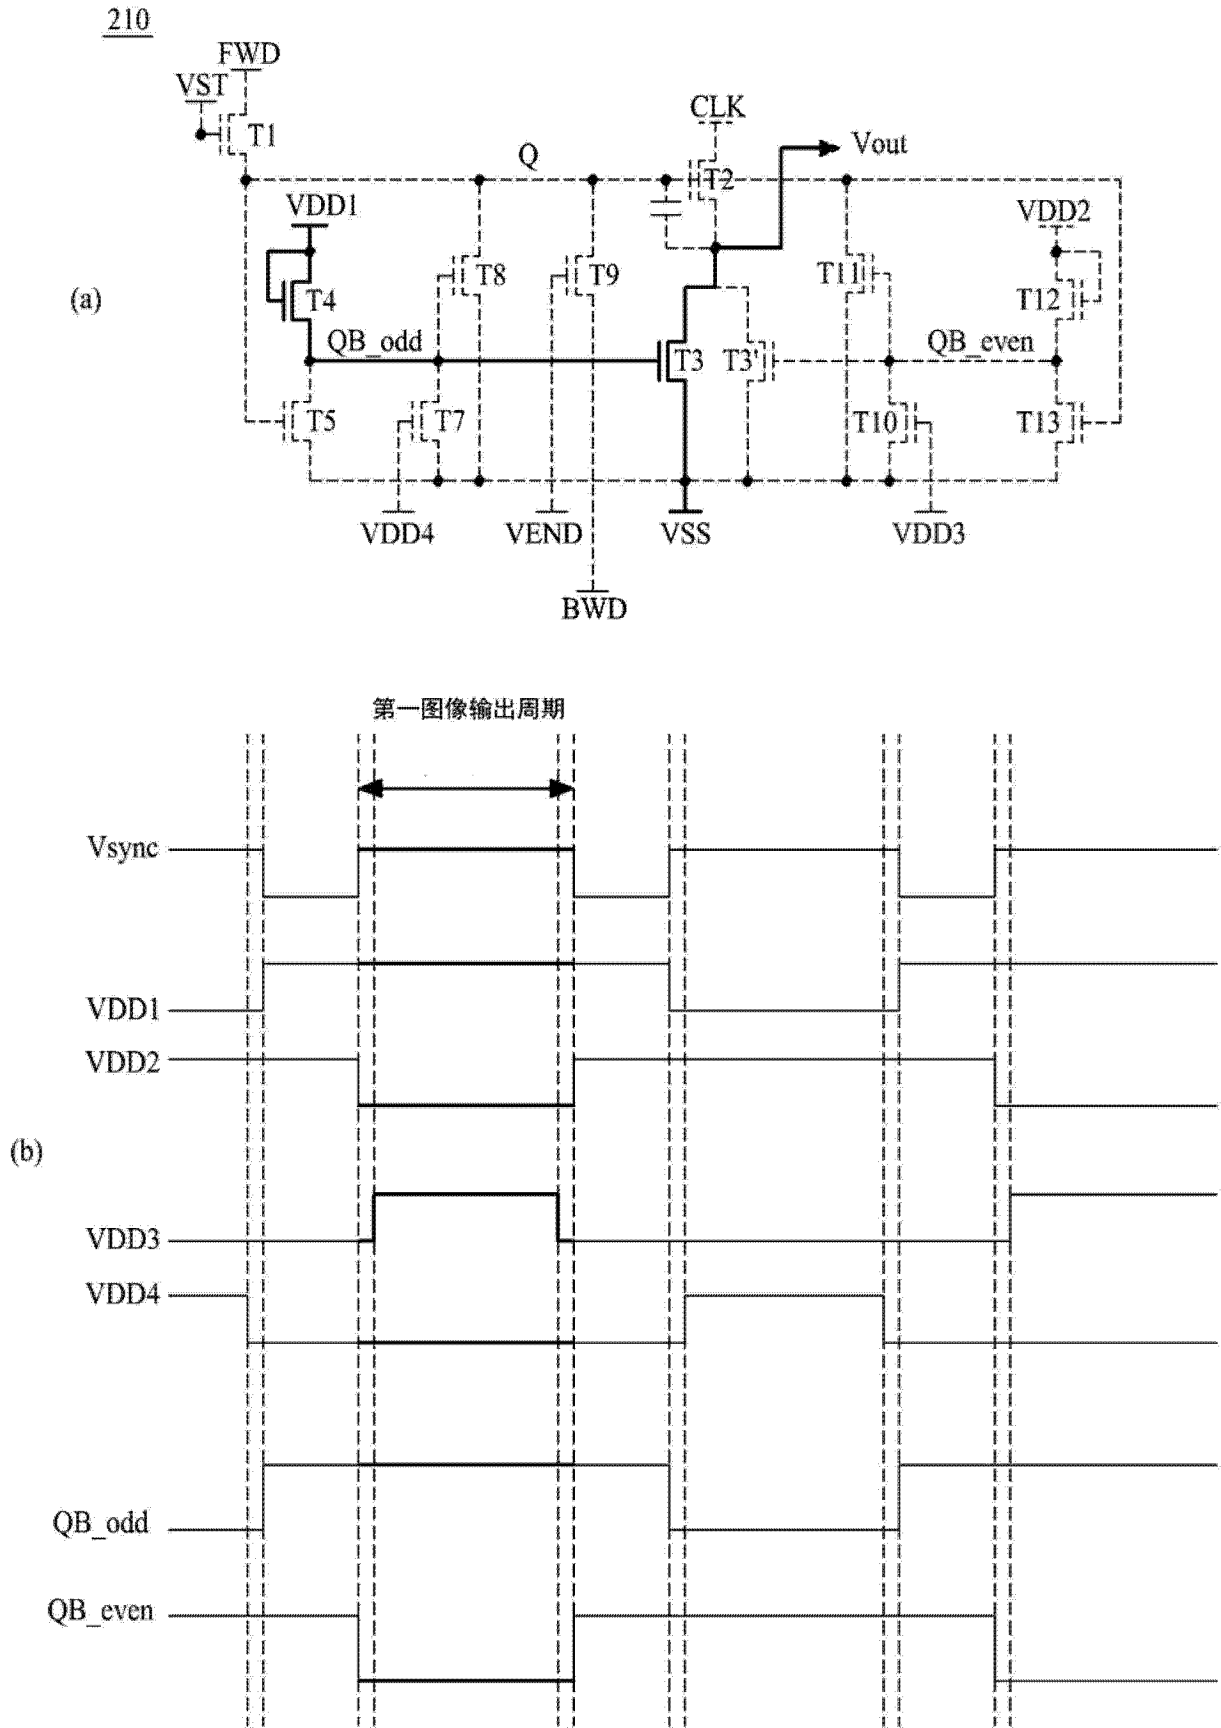 210
FWD
VST
T1
CLK
Vout
Q
T2
VDD1
VDD2
(a)
T4
T8
T9
T11
T12
QB_odd
T3
T3'
QB_even
T5
T7
T10
T13
VDD4
VEND
VSS
VDD3
BWD
第一图像输出周期
Vsync
VDD1
VDD2
(b)
VDD3
VDD4
QB_odd
QB_even